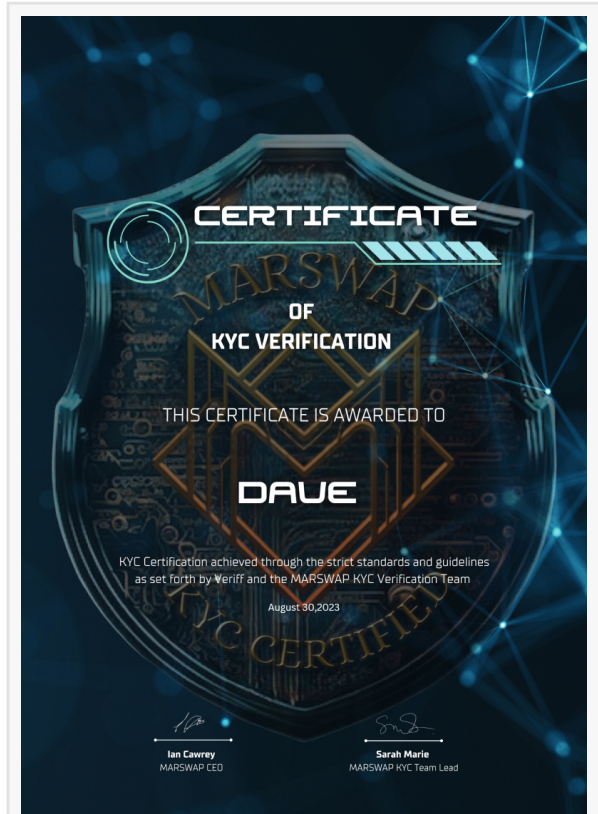 CERTIFICATE
MARSWAP
OF
KYC VERIFICATION
THIS CERTIFICATE IS AWARDED TO
DAVE
KYC Certification achieved through the strict standards and guidelines
as set forth by Veriff and the MARSWAP KYC Verification Team
August 30,2023
KYC CERTIFIED
Ian Cawrey
MARSWAP CEO
Sarah Marie
MARSWAP KYC Team Lead